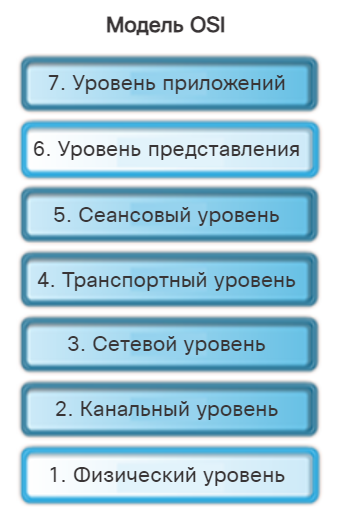 Модель OSI
7. Уровень приложений
6. Уровень представления
5. Сеансовый уровень
4. Транспортный уровень
3. Сетевой уровень
2. Канальный уровень
1. Физический уровень